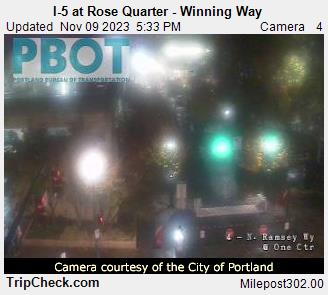 I-5 at Rose Quarter - Winning Way
Updated Nov 09 2023 5:33 PM Camera 4
PBOT
PORTLAND BUREAU OF TRANSPORTATION
4 - N. Ramsey Wy
@ One Ctr
Camera courtesy of the City of Portland
TripCheck.com Milepost302.00